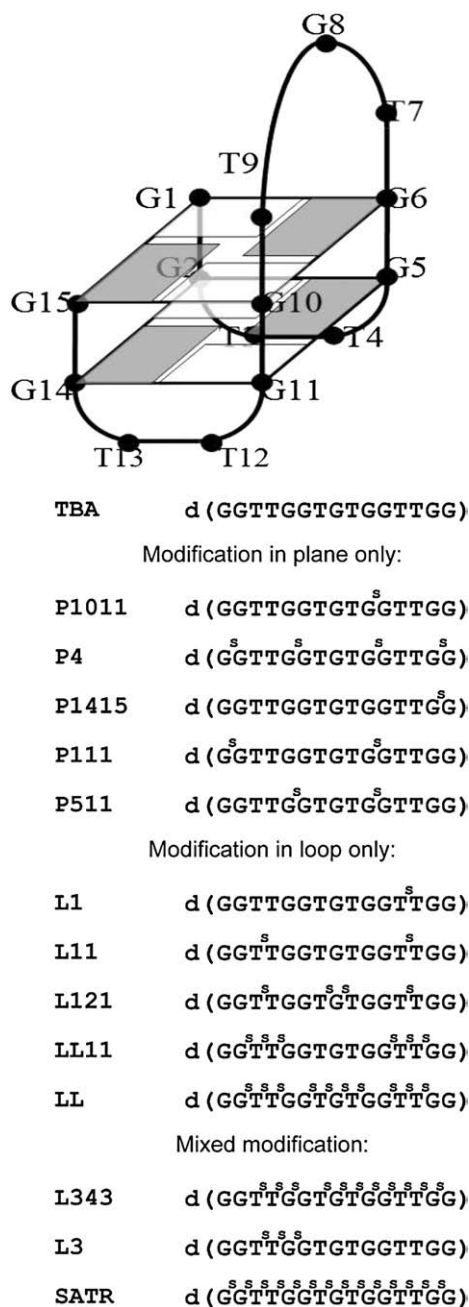 G8
T7
T9
G1
G6
G2
G5
G15
G10
T3
T4
G14
G11
T13
T12
TBA d(GGTTGGTGTGGTTGG)
Modification in plane only:
s
P1011 d(GGTTGGTGTGGTTGG)
s s s s
P4 d(GGTTGGTGTGGTTGG)
s
P1415 d(GGTTGGTGTGGTTGG)
s s
P111 d(GGTTGGTGTGGTTGG)
s s
P511 d(GGTTGGTGTGGTTGG)
Modification in loop only:
s
L1 d(GGTTGGTGTGGTTGG)
s s
L11 d(GGTTGGTGTGGTTGG)
s s s s
L121 d(GGTTGGTGTGGTTGG)
s s s s s s
LL11 d(GGTTGGTGTGGTTGG)
s s s s s s s s s s
LL d(GGTTGGTGTGGTTGG)
Mixed modification:
s s s s s s s s s s s
L343 d(GGTTGGTGTGGTTGG)
s s s
L3 d(GGTTGGTGTGGTTGG)
s s s s s s s s s s s s s s
SATR d(GGTTGGTGTGGTTGG)